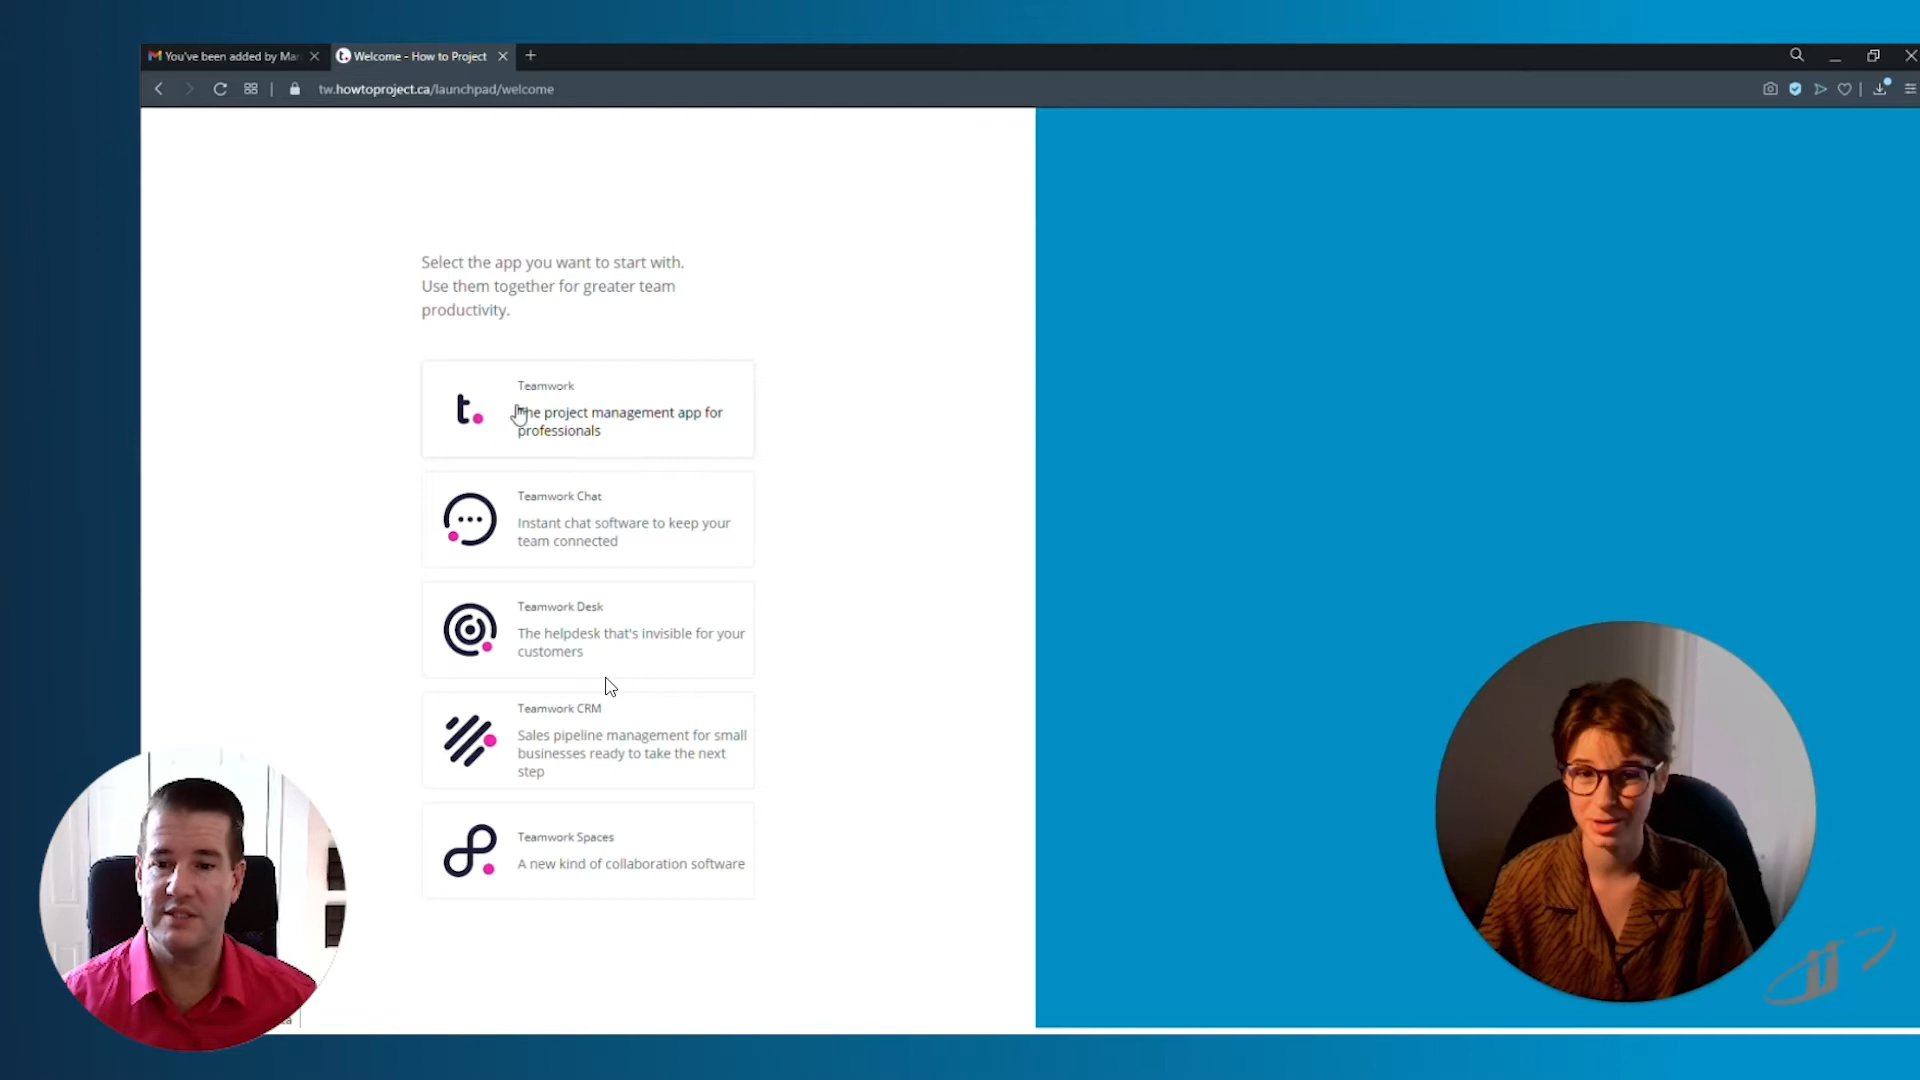 You've been added by Mar
Welcome - How to Project
tw.howtoproject.ca/launchpad/welcome
Select the app you want to start with.
Use them together for greater team
productivity.
t.
Teamwork
The project management app for
professionals
Teamwork Chat
Instant chat software to keep your
team connected
Teamwork Desk
The helpdesk that's invisible for your
customers
Teamwork CRM
Sales pipeline management for small
businesses ready to take the next
step
Teamwork Spaces
A new kind of collaboration software